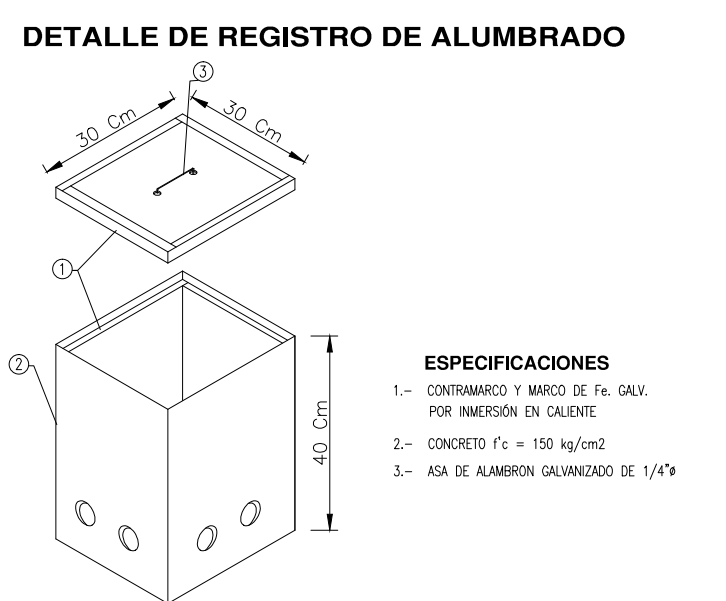 DETALLE DE REGISTRO DE ALUMBRADO
3
30 Cm
30 Cm
1
2
40 Cm
ESPECIFICACIONES
1.- CONTRAMARCO Y MARCO DE Fe. GALV.
POR INMERSIÓN EN CALIENTE
2.- CONCRETO f'c = 150 kg/cm2
3.- ASA DE ALAMBRON GALVANIZADO DE 1/4"ø